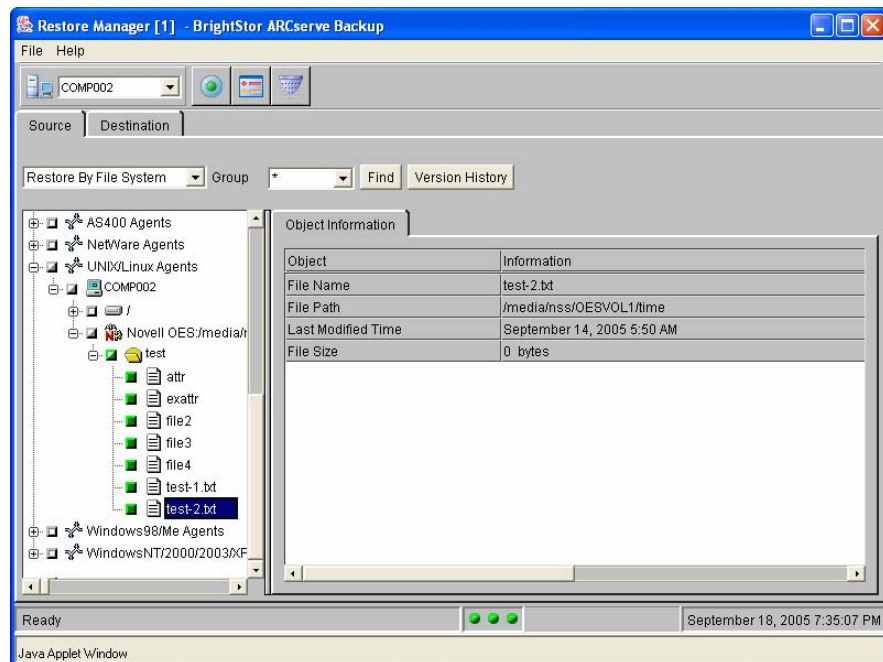 Restore Manager [1] - BrightStor ARCserve Backup
File Help
COMP002
Source Destination
Restore By File System Group * Find Version History
AS400 Agents
NetWare Agents
UNIX/Linux Agents
COMP002
/
Novell OES:/media/r
test
attr
exattr
file2
file3
file4
test-1.txt
test-2.txt
Windows98/Me Agents
WindowsNT/2000/2003/XF
Object Information
Object Information
File Name test-2.txt
File Path /media/nss/OESVOL1/time
Last Modified Time September 14, 2005 5:50 AM
File Size 0 bytes
Ready September 18, 2005 7:35:07 PM
Java Applet Window